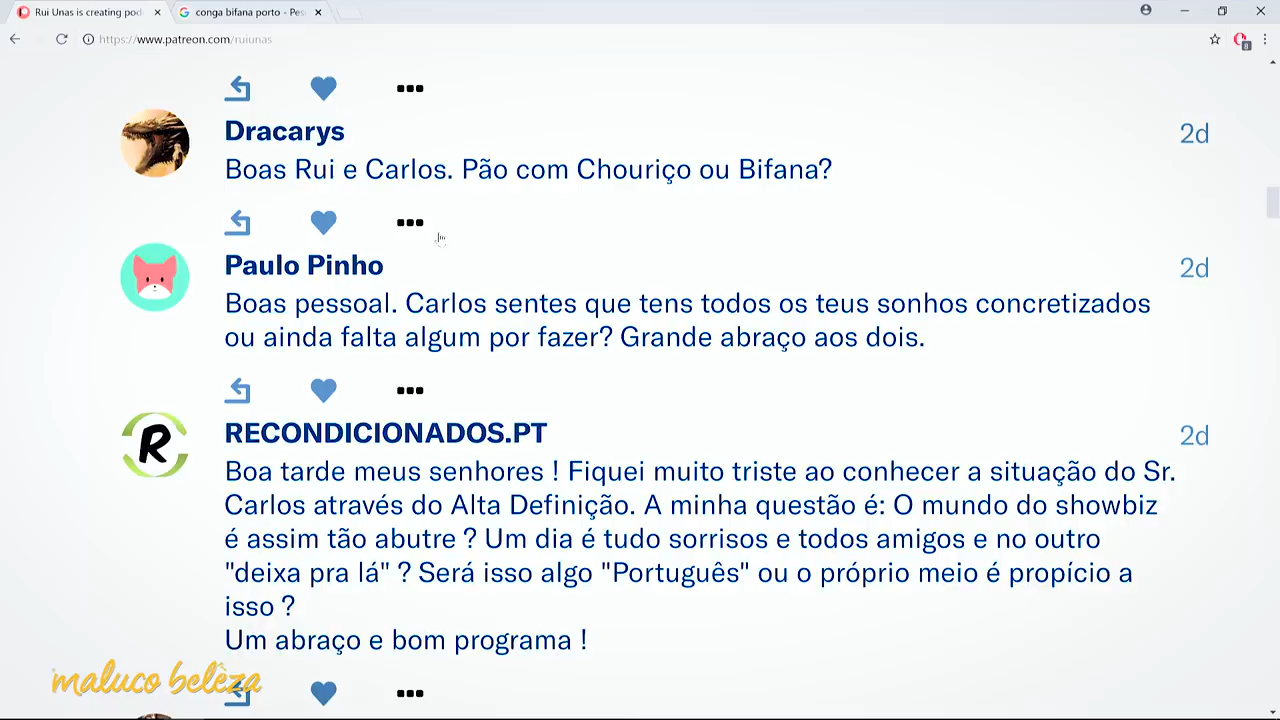 Rui Unas is creating pod
conga bifana porto - Pes
https://www.patreon.com/ruiunas
Dracarys
2d
Boas Rui e Carlos. Pão com Chouriço ou Bifana?
Paulo Pinho
2d
Boas pessoal. Carlos sentes que tens todos os teus sonhos concretizados
ou ainda falta algum por fazer? Grande abraço aos dois.
R
RECONDICIONADOS.PT
2d
Boa tarde meus senhores ! Fiquei muito triste ao conhecer a situação do Sr.
Carlos através do Alta Definição. A minha questão é: O mundo do showbiz
é assim tão abutre ? Um dia é tudo sorrisos e todos amigos e no outro
"deixa pra lá" ? Será isso algo "Português" ou o próprio meio é propício a
isso ?
Um abraço e bom programa !
maluco belêza